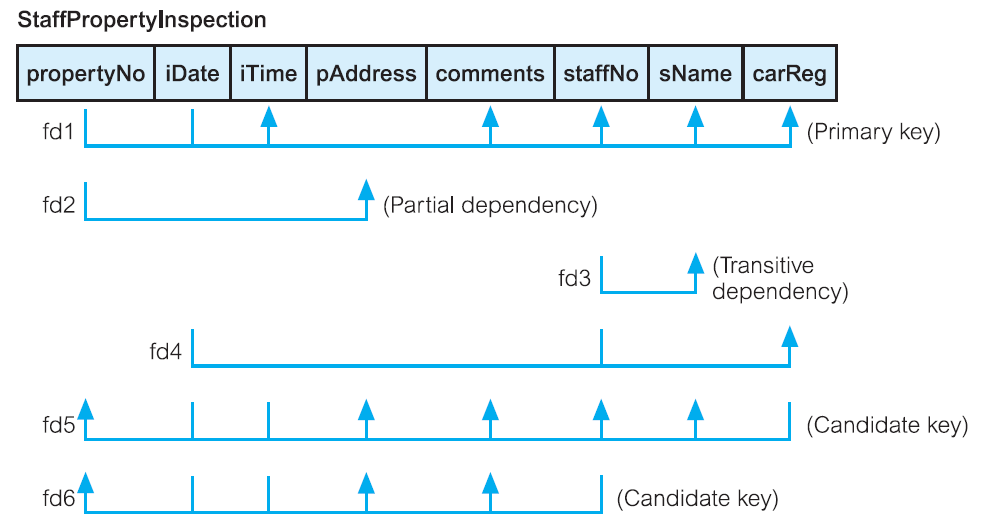 StaffPropertyInspection
propertyNo iDate iTime pAddress comments staffNo sName carReg
fd1 (Primary key)
fd2 (Partial dependency)
fd3 (Transitive
dependency)
fd4
fd5 (Candidate key)
fd6 (Candidate key)